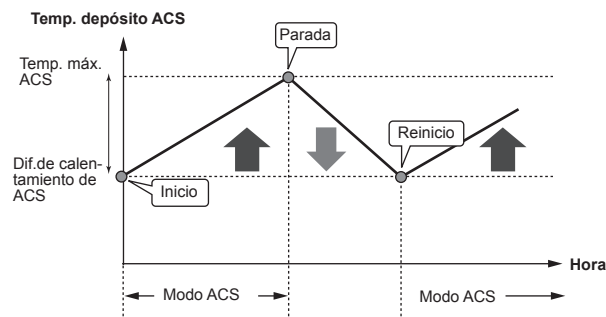 Temp. depósito ACS
Parada
Temp. máx.
ACS
Reinicio
Dif.de calen-
tamiento de
ACS
Inicio
Hora
Modo ACS
Modo ACS